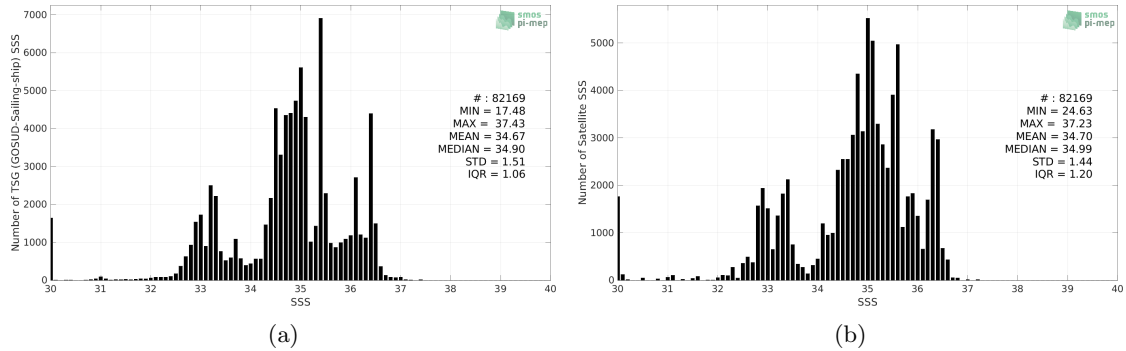 smos
pi-mep
Number of TSG (GOSUD-Sailing-ship) SSS
7000
6000
5000
4000
3000
2000
1000
0
# : 82169
MIN = 17.48
MAX = 37.43
MEAN = 34.67
MEDIAN = 34.90
STD = 1.51
IQR = 1.06
30 31 32 33 34 35 36 37 38 39 40
SSS
(a)
smos
pi-mep
Number of Satellite SSS
5000
4000
3000
2000
1000
0
# : 82169
MIN = 24.63
MAX = 37.23
MEAN = 34.70
MEDIAN = 34.99
STD = 1.44
IQR = 1.20
30 31 32 33 34 35 36 37 38 39 40
SSS
(b)